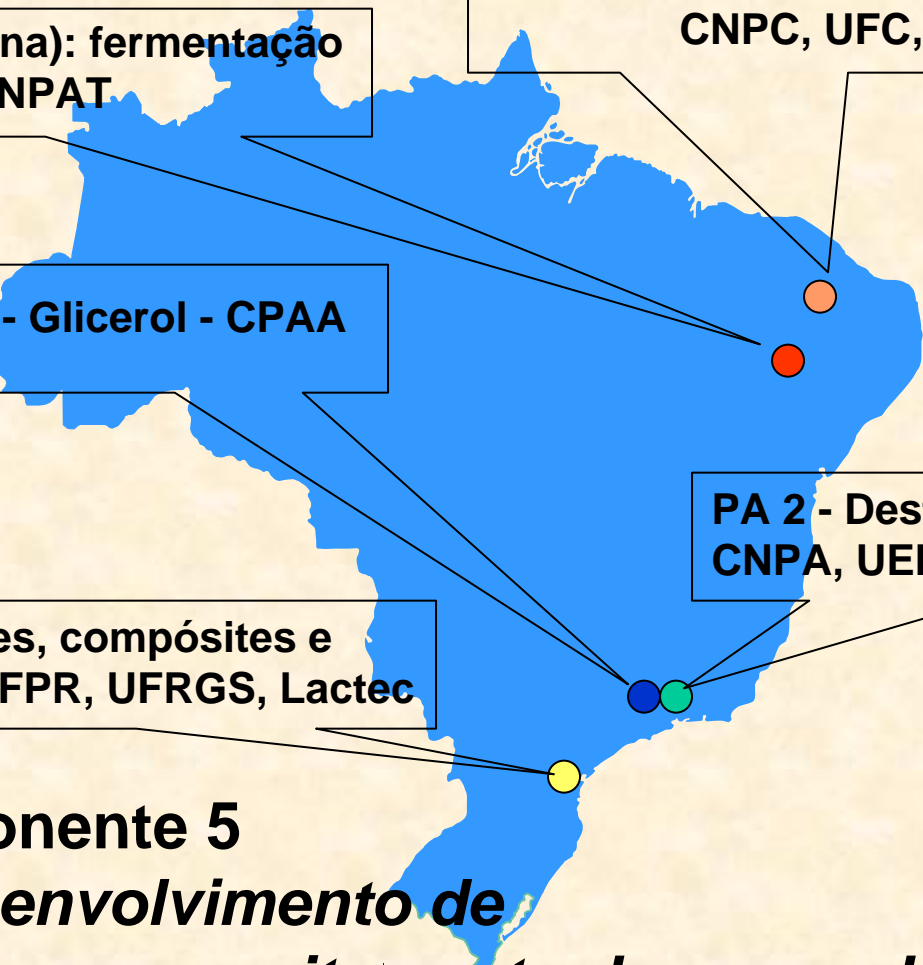 na): fermentação
NPAT
CNPC, UFC,
- Glicerol - CPAA
PA 2 - Des
CNPA, UE
es, compósites e
FPR, UFRGS, Lactec
onente 5
envolvimento de